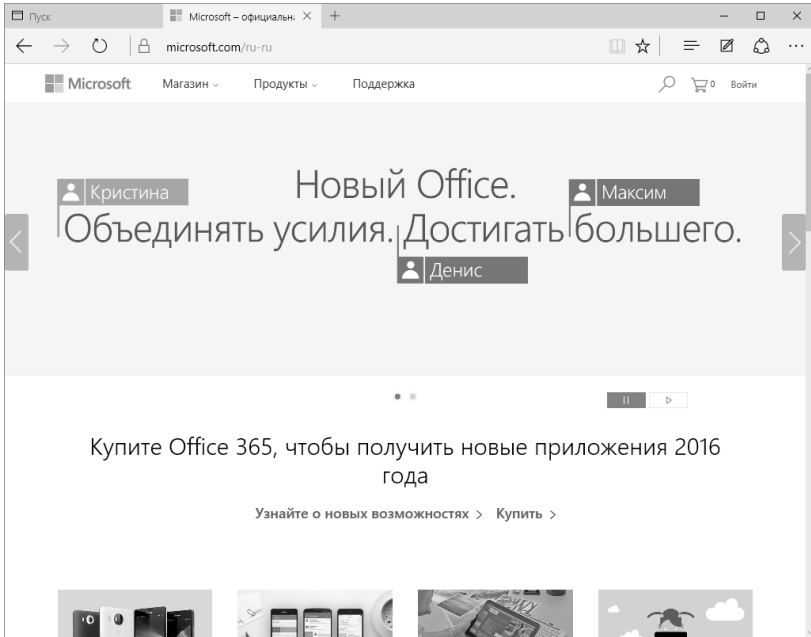 Пуск
Microsoft – официальн
microsoft.com/ru-ru
Microsoft
Магазин
Продукты
Поддержка
0
Войти
Кристина
Новый Office.
Максим
Объединять усилия. Достигать большего.
Денис
Купите Office 365, чтобы получить новые приложения 2016
года
Узнайте о новых возможностях
Купить